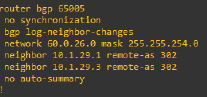 router bgp 65005
no synchronization
bgp log-neighbor-changes
network 60.0.26.0 mask 255.255.254.0
neighbor 10.1.29.1 remote-as 302
neighbor 10.1.29.3 remote-as 302
no auto-summary
!